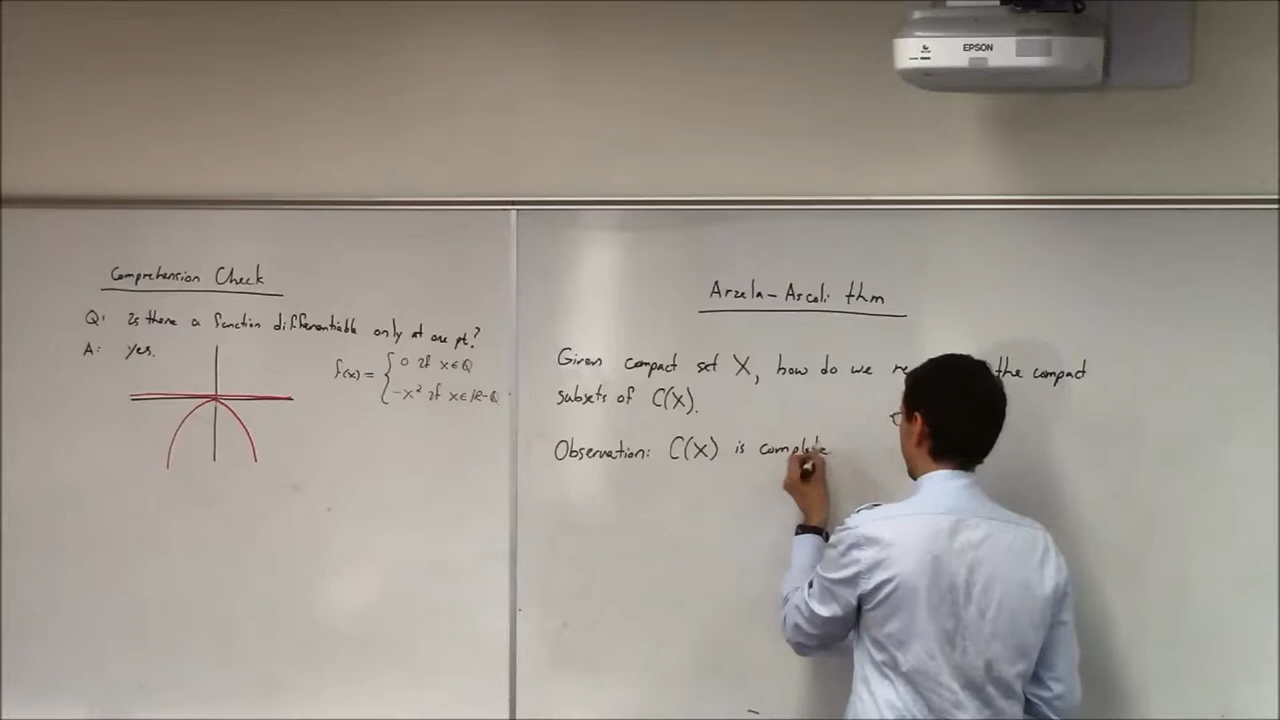 EPSON
Comprehension Check
Q: Is there a function differentiable only at one pt?
A: Yes.
f(x) = { 0 if x∈Q
-x² if x∈R-Q
Arzela-Ascoli thm
Given compact set X, how do we the compact
subsets of C(X).
Observation: C(X) is complete.